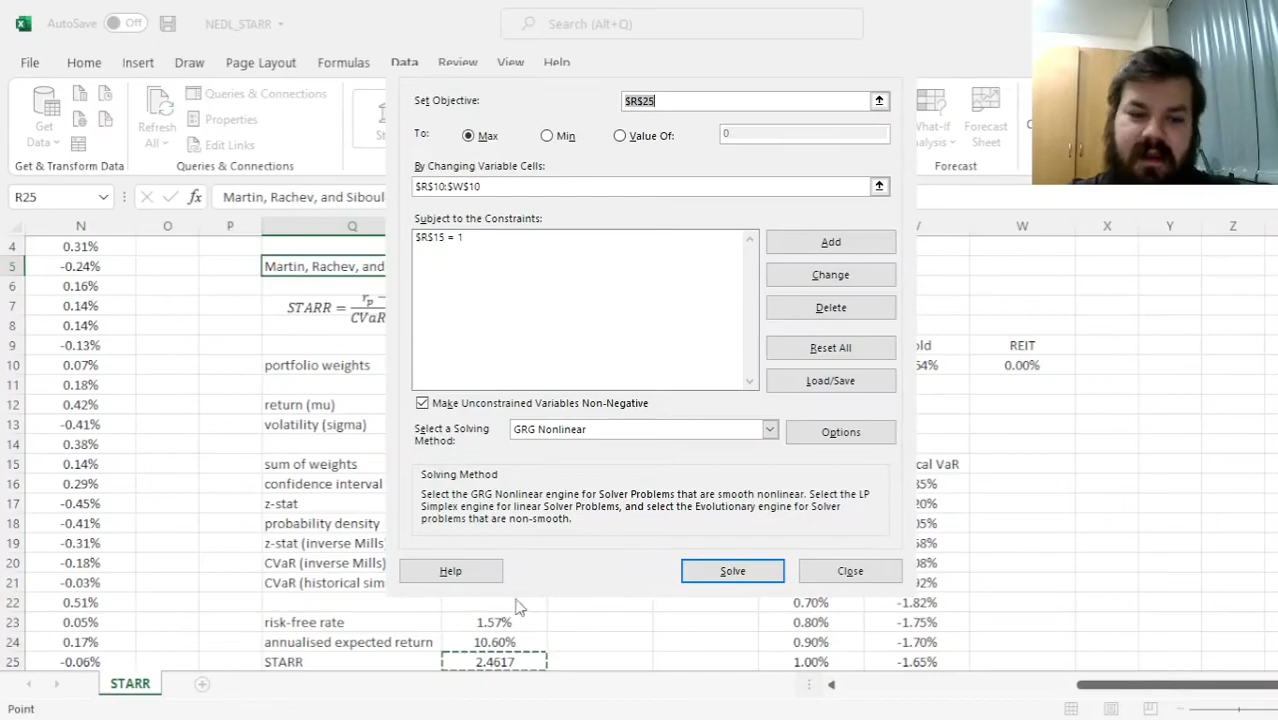 AutoSave Off NEDL_STARR Search (Alt+Q)
File Home Insert Draw Page Layout Formulas Data Review View Help
Get Data
Get & Transform Data
Refresh All
Queries & Connections
Properties
Edit Links
Queries & Connections
What-If Analysis
Forecast Sheet
Forecast
R25 fx Martin, Rachev, and Siboul
N O P Q W X Y Z
4 0.31%
5 -0.24% Martin, Rachev, and
6 0.16%
7 0.14% STARR = rp −
8 0.14% CVaR
9 -0.13% old REIT
10 0.07% portfolio weights 54% 0.00%
11 0.18%
12 0.42% return (mu)
13 -0.41% volatility (sigma)
14 0.38%
15 0.14% sum of weights cal VaR
16 0.29% confidence interval 35%
17 -0.45% z-stat 20%
18 -0.41% probability density 05%
19 -0.31% z-stat (inverse Mills) 58%
20 -0.18% CVaR (inverse Mills) 08%
21 -0.03% CVaR (historical sim 92%
22 0.51% 0.70% -1.82%
23 0.05% risk-free rate 1.57% 0.80% -1.75%
24 0.17% annualised expected return 10.60% 0.90% -1.70%
25 -0.06% STARR 2.4617 1.00% -1.65%
Set Objective: $R$25
To: Max Min Value Of: 0
By Changing Variable Cells:
$R$10:$W$10
Subject to the Constraints:
$R$15 = 1
Add
Change
Delete
Reset All
Load/Save
Make Unconstrained Variables Non-Negative
Select a Solving Method: GRG Nonlinear Options
Solving Method
Select the GRG Nonlinear engine for Solver Problems that are smooth nonlinear. Select the LP
Simplex engine for linear Solver Problems, and select the Evolutionary engine for Solver
problems that are non-smooth.
Help Solve Close
STARR
Point